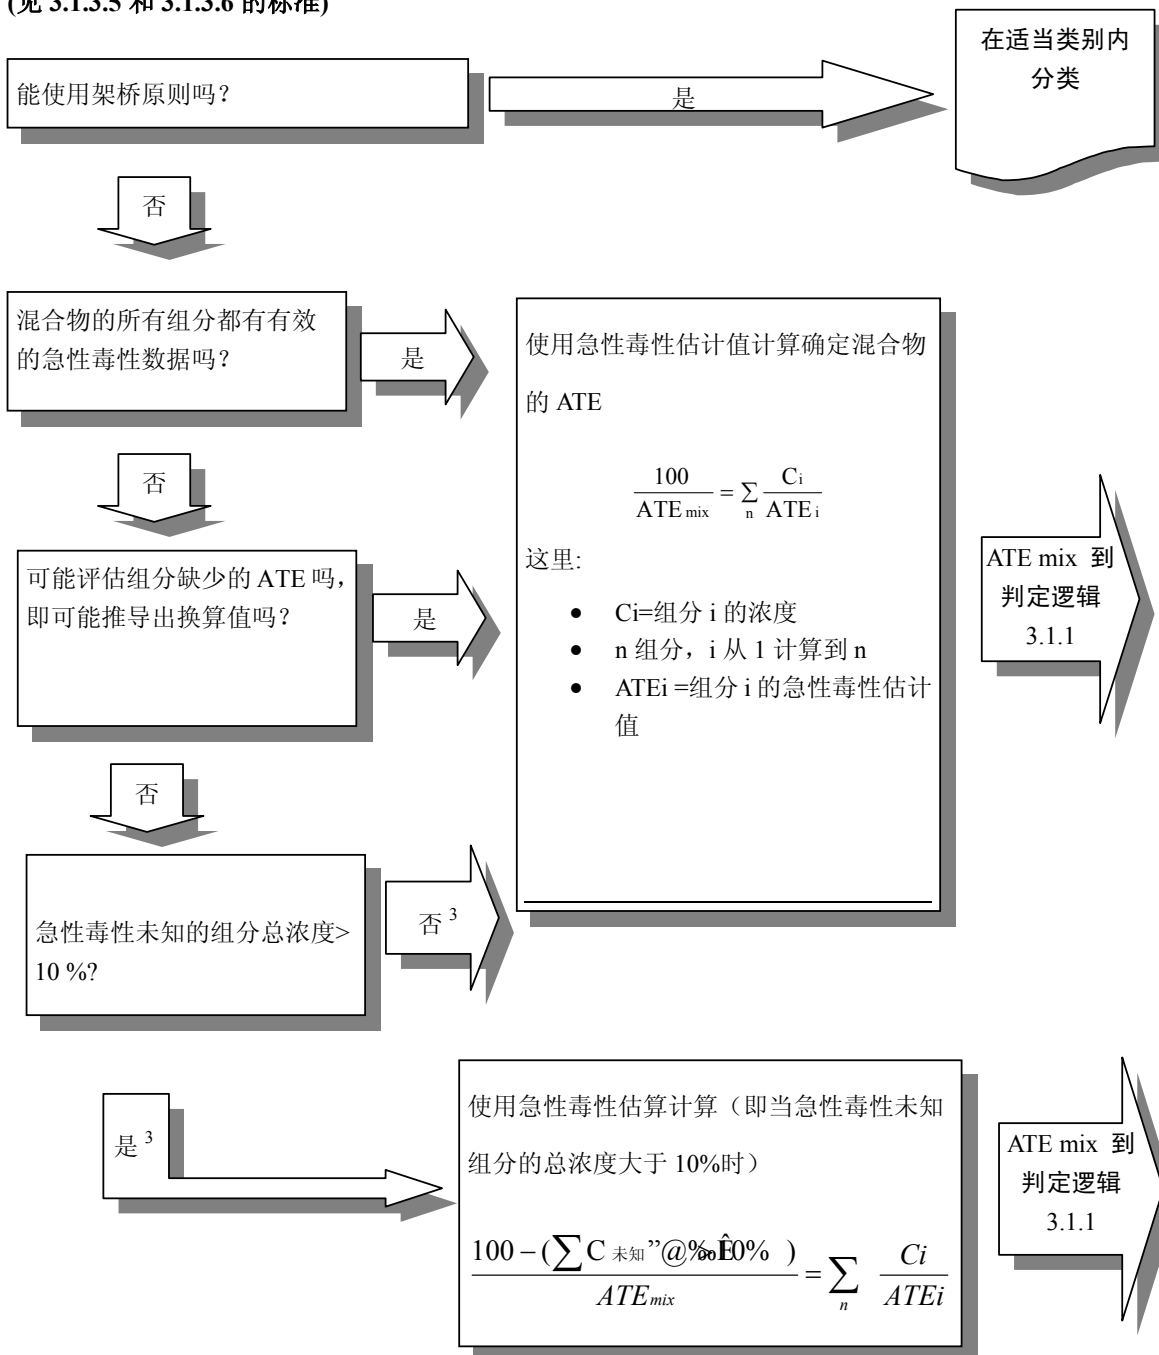 (见 3.1.3.5 和 3.1.3.6 的标准)
能使用架桥原则吗？
是
在适当类别内
分类
否
混合物的所有组分都有有效
的急性毒性数据吗？
是
使用急性毒性估计值计算确定混合物
的 ATE
100 / ATE mix = ∑ n Ci / ATE i
这里:
• Ci=组分 i 的浓度
• n 组分，i 从 1 计算到 n
• ATEi =组分 i 的急性毒性估计
值
否
可能评估组分缺少的 ATE 吗，
即可能推导出换算值吗？
是
ATE mix 到
判定逻辑
3.1.1
否
急性毒性未知的组分总浓度>
10 %?
否 3
是 3
使用急性毒性估算计算（即当急性毒性未知
组分的总浓度大于 10%时）
100 – (∑ C 未知 ”@% 0% ) / ATEmix = ∑ n Ci / ATEi
ATE mix 到
判定逻辑
3.1.1